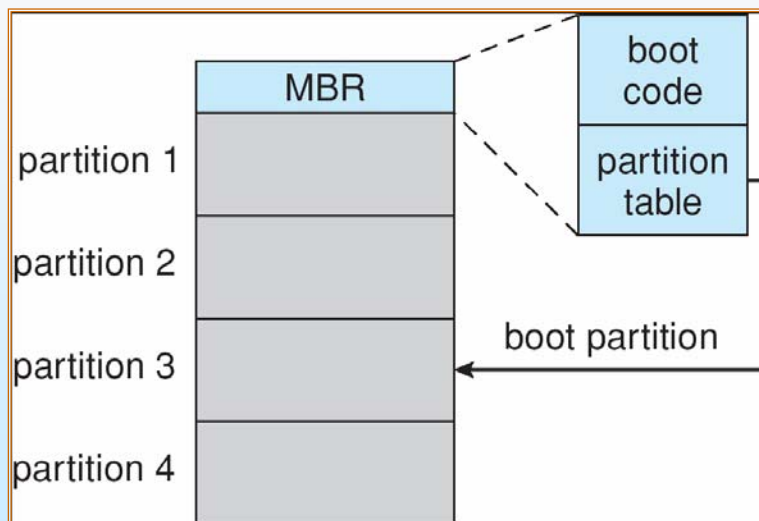 MBR
boot
code
partition 1
partition
table
partition 2
boot partition
partition 3
partition 4